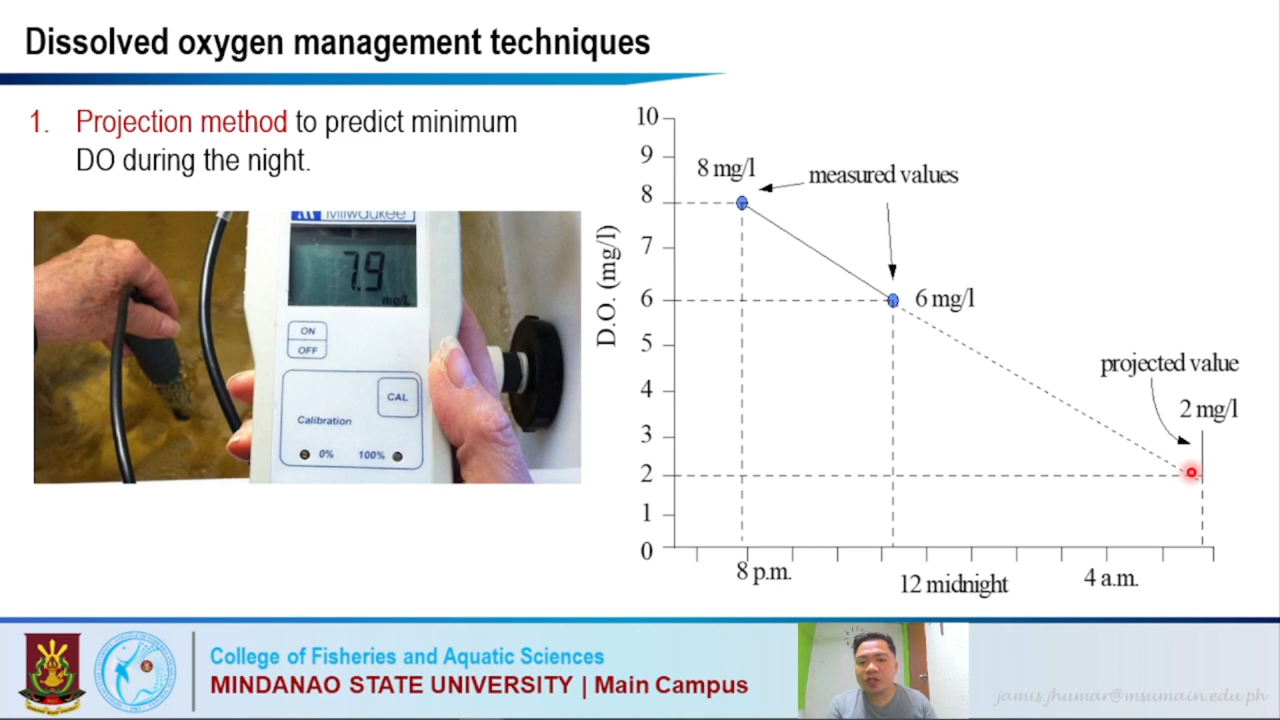 Dissolved oxygen management techniques
1. Projection method to predict minimum
DO during the night.
Milwaukee
7.9
mg/L
ON
OFF
CAL
Calibration
0% 100%
D.O. (mg/l)
10
9
8
7
6
5
4
3
2
1
0
8 mg/l
measured values
6 mg/l
projected value
2 mg/l
8 p.m.
12 midnight
4 a.m.
College of Fisheries and Aquatic Sciences
MINDANAO STATE UNIVERSITY | Main Campus
jamis.jhumar@msumain.edu.ph